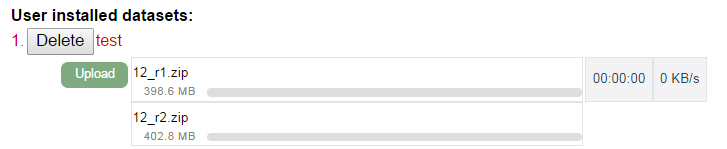 User installed datasets:
1. Delete test
Upload 12_r1.zip 00:00:00 0 KB/s
398.6 MB
12_r2.zip
402.8 MB